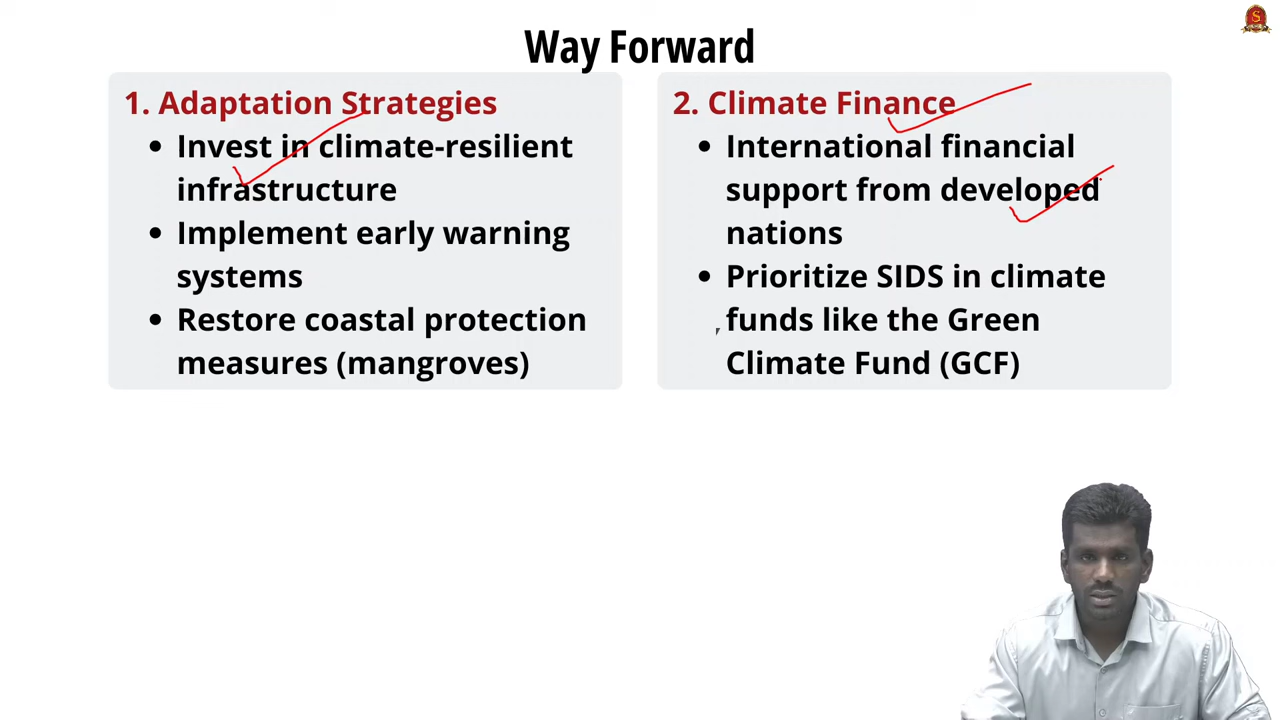 Way Forward
1. Adaptation Strategies
• Invest in climate-resilient
infrastructure
• Implement early warning
systems
• Restore coastal protection
measures (mangroves)
2. Climate Finance
• International financial
support from developed
nations
• Prioritize SIDS in climate
funds like the Green
Climate Fund (GCF)
S